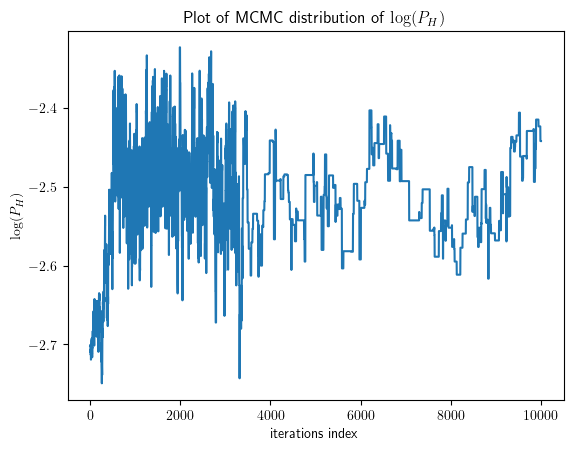 Plot of MCMC distribution of log(P_H)
log(P_H)
−2.4
−2.5
−2.6
−2.7
0 2000 4000 6000 8000 10000
iterations index